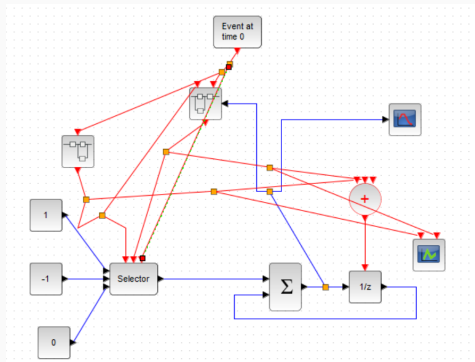 Event at
time 0
1
-1
0
Selector
Σ
1/z
+